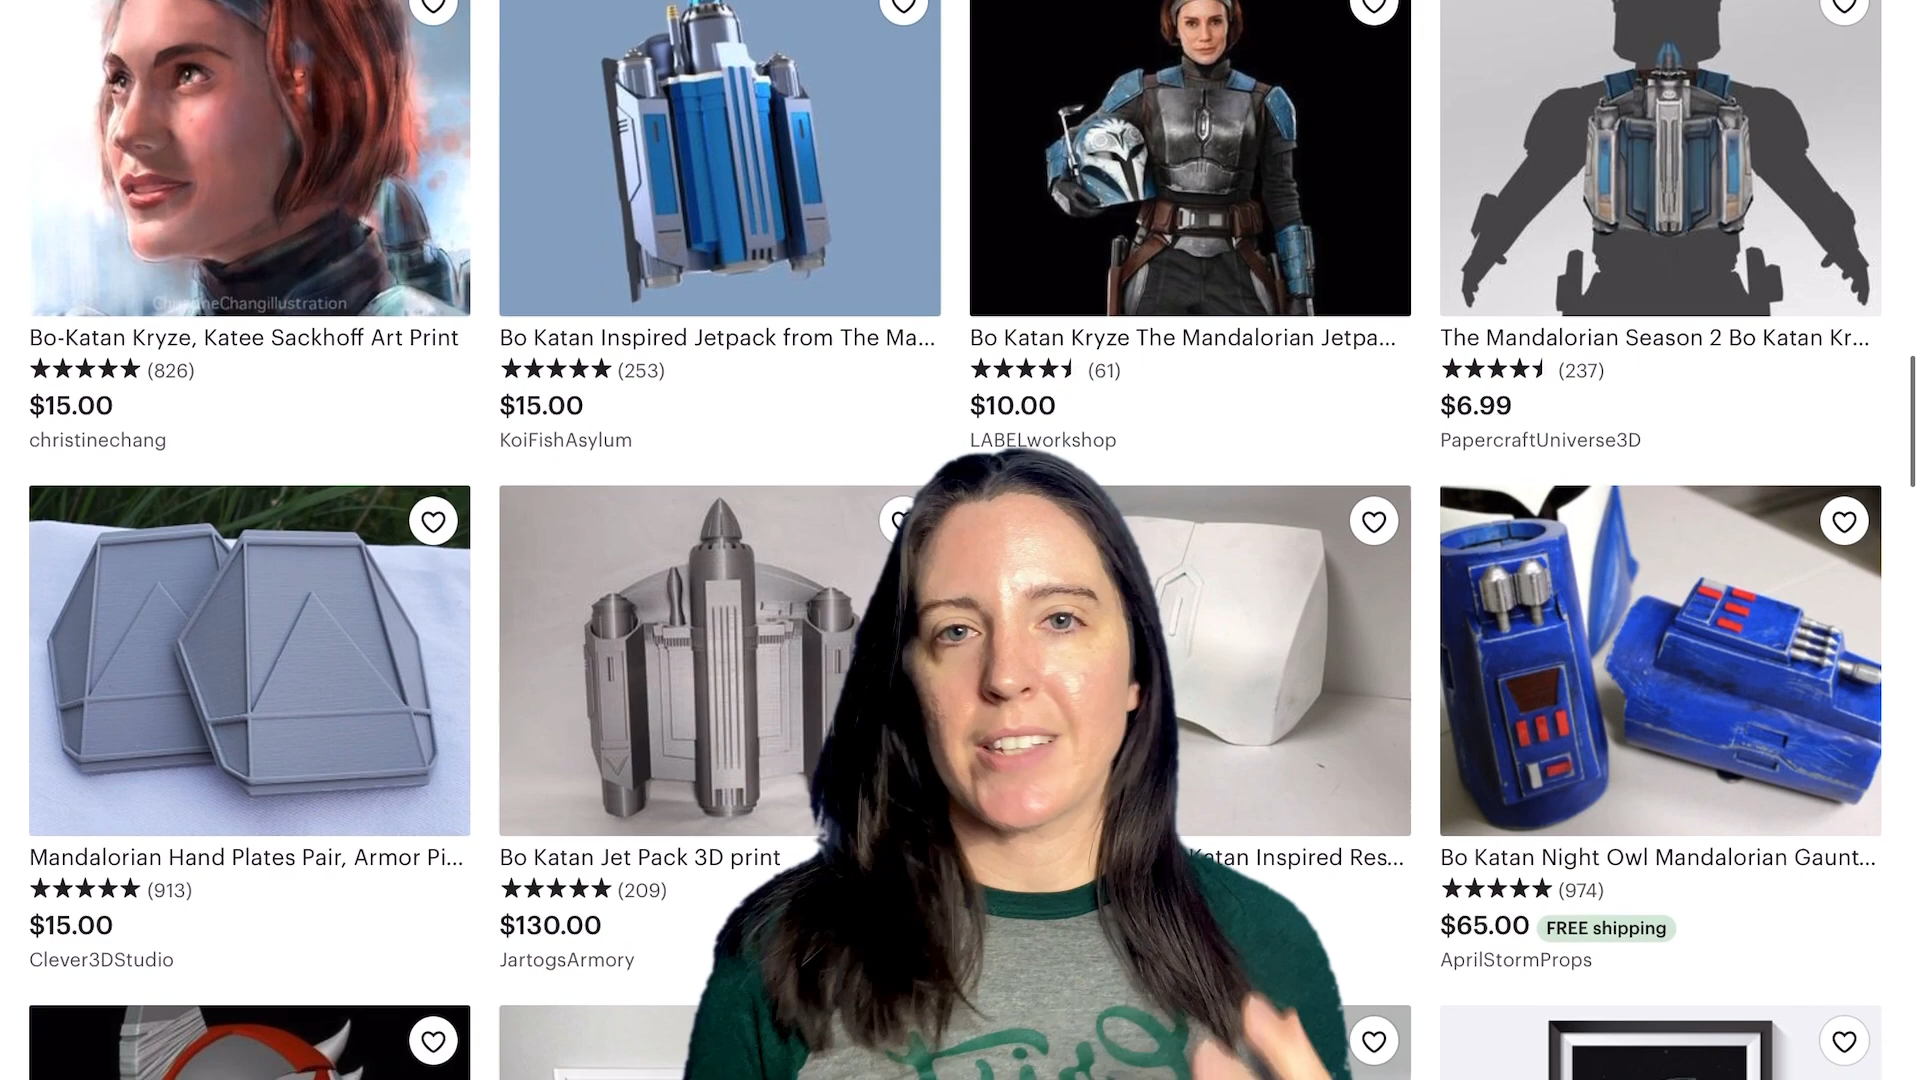 ChristineChangillustration
Bo-Katan Kryze, Katee Sackhoff Art Print
(826)
$15.00
christinechang
Bo Katan Inspired Jetpack from The Ma...
(253)
$15.00
KoiFishAsylum
Bo Katan Kryze The Mandalorian Jetpa...
(61)
$10.00
LABELworkshop
The Mandalorian Season 2 Bo Katan Kr...
(237)
$6.99
PapercraftUniverse3D
Mandalorian Hand Plates Pair, Armor Pi...
(913)
$15.00
Clever3DStudio
Bo Katan Jet Pack 3D print
(209)
$130.00
JartogsArmory
Katan Inspired Res...
Bo Katan Night Owl Mandalorian Gaunt...
(974)
$65.00 FREE shipping
AprilStormProps